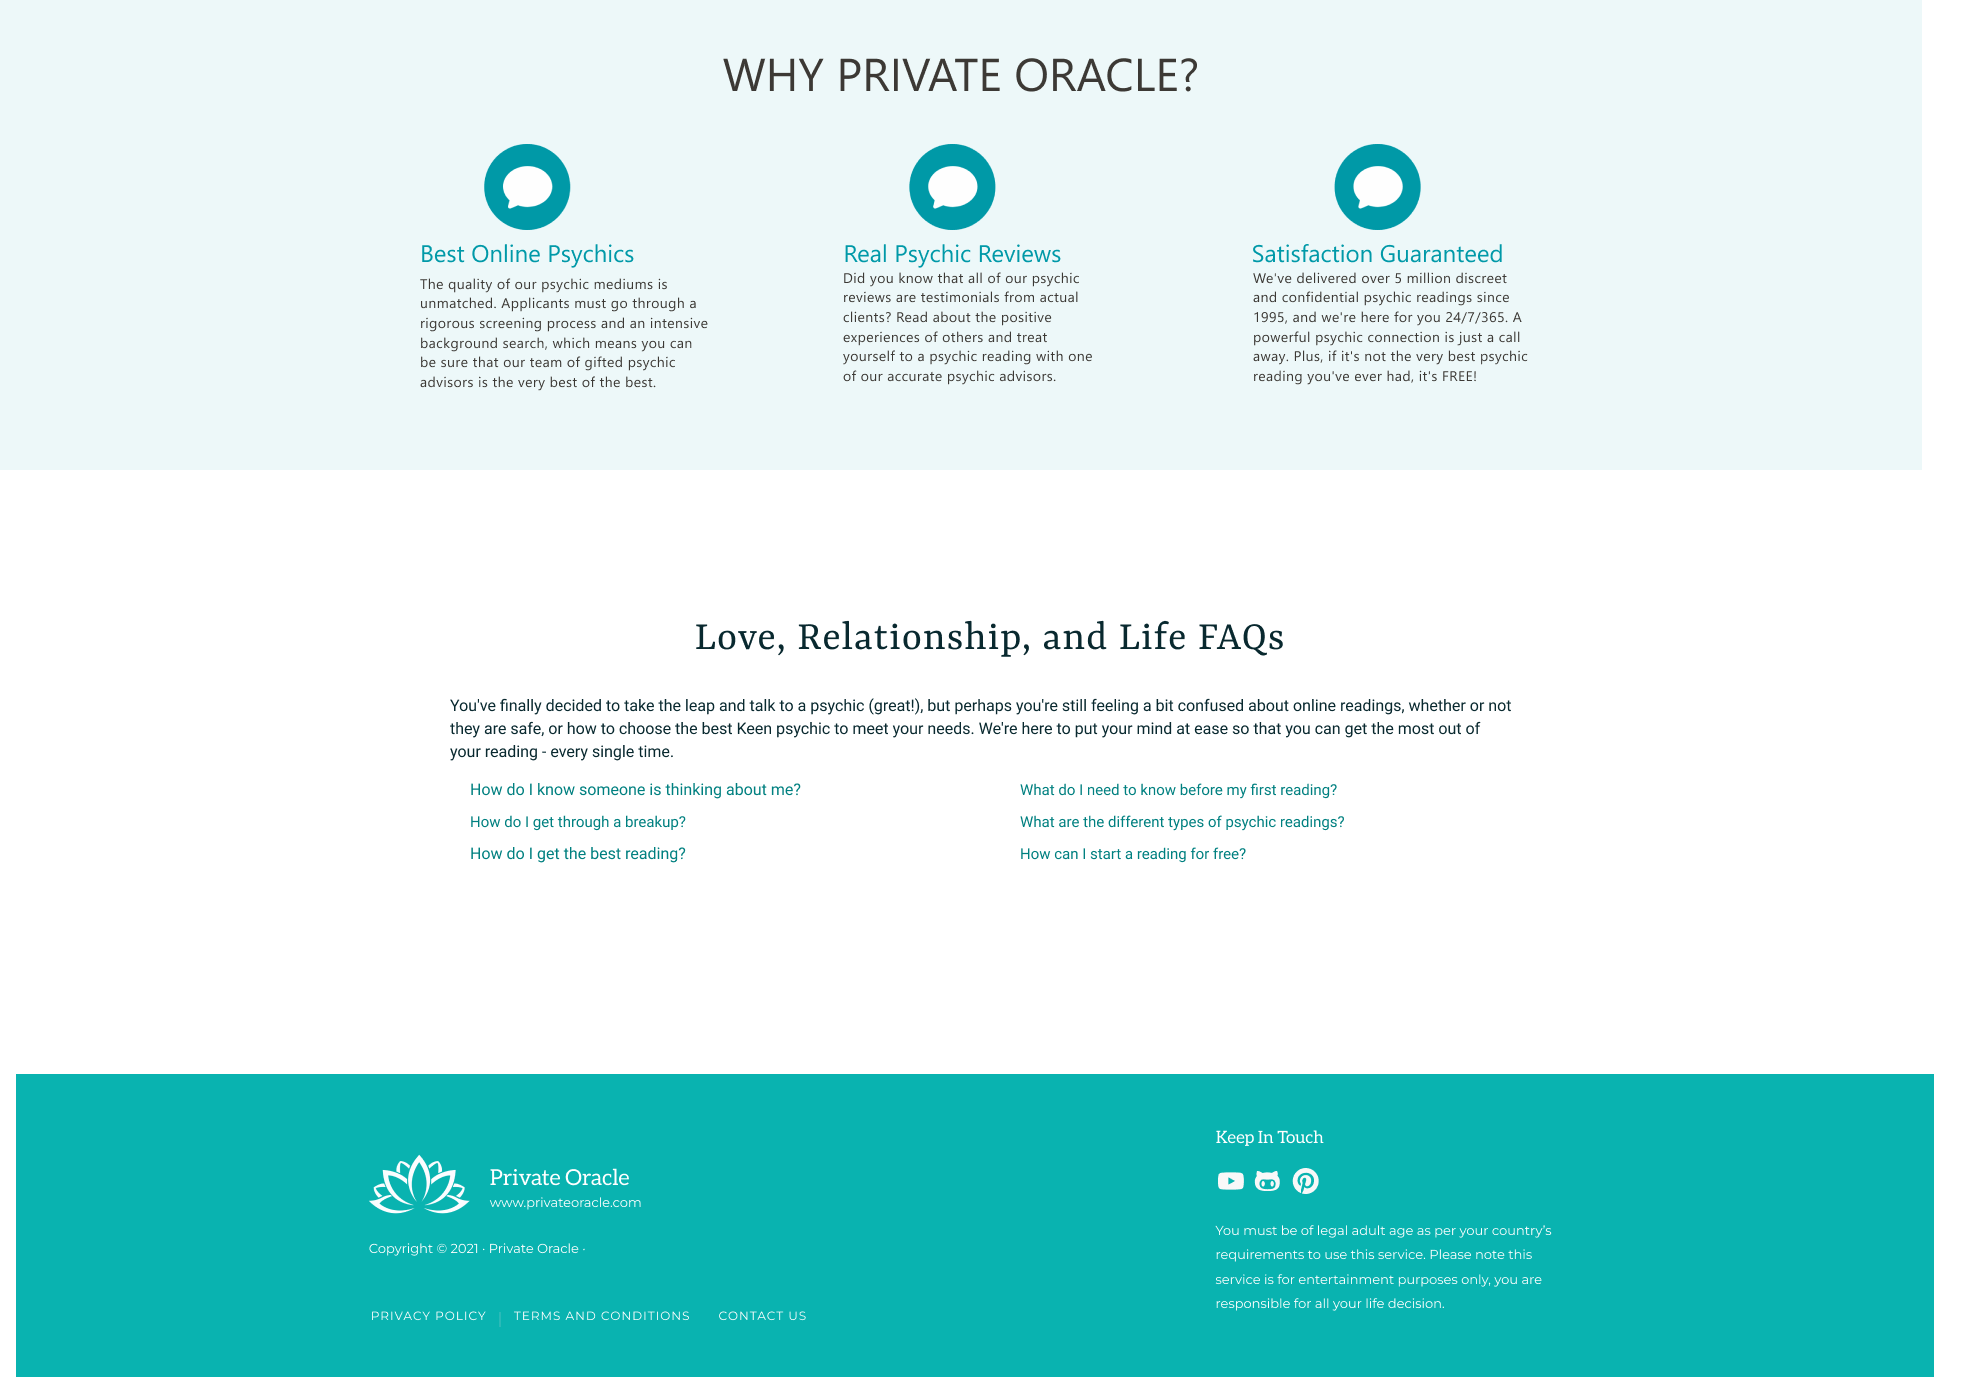 WHY PRIVATE ORACLE?
Best Online Psychics
The quality of our psychic mediums is
unmatched. Applicants must go through a
rigorous screening process and an intensive
background search, which means you can
be sure that our team of gifted psychic
advisors is the very best of the best.
Real Psychic Reviews
Did you know that all of our psychic
reviews are testimonials from actual
clients? Read about the positive
experiences of others and treat
yourself to a psychic reading with one
of our accurate psychic advisors.
Satisfaction Guaranteed
We've delivered over 5 million discreet
and confidential psychic readings since
1995, and we're here for you 24/7/365. A
powerful psychic connection is just a call
away. Plus, if it's not the very best psychic
reading you've ever had, it's FREE!
Love, Relationship, and Life FAQs
You've finally decided to take the leap and talk to a psychic (great!), but perhaps you're still feeling a bit confused about online readings, whether or not
they are safe, or how to choose the best Keen psychic to meet your needs. We're here to put your mind at ease so that you can get the most out of
your reading - every single time.
How do I know someone is thinking about me?
How do I get through a breakup?
How do I get the best reading?
What do I need to know before my first reading?
What are the different types of psychic readings?
How can I start a reading for free?
Private Oracle
www.privateoracle.com
Copyright © 2021 · Private Oracle ·
PRIVACY POLICY | TERMS AND CONDITIONS CONTACT US
Keep In Touch
You must be of legal adult age as per your country's
requirements to use this service. Please note this
service is for entertainment purposes only, you are
responsible for all your life decision.